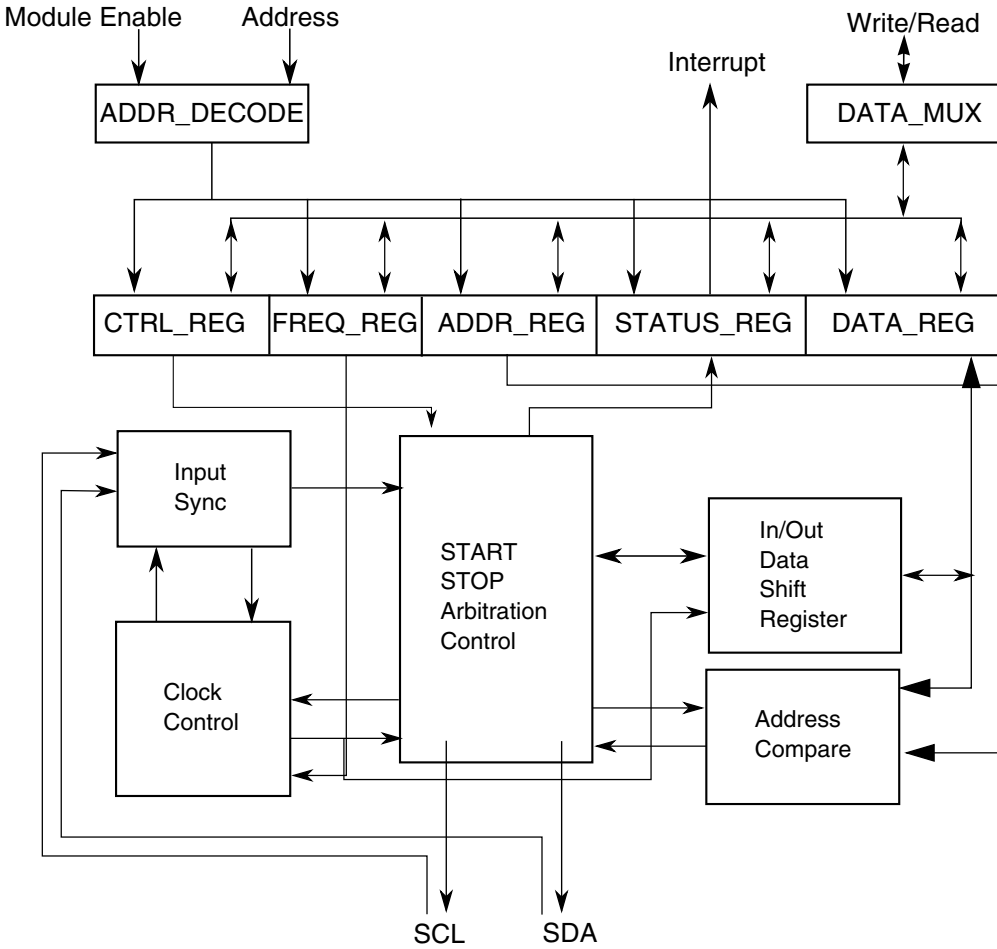 Module Enable
Address
Write/Read
Interrupt
ADDR_DECODE
DATA_MUX
CTRL_REG
FREQ_REG
ADDR_REG
STATUS_REG
DATA_REG
Input
Sync
START
STOP
Arbitration
Control
In/Out
Data
Shift
Register
Clock
Control
Address
Compare
SCL
SDA